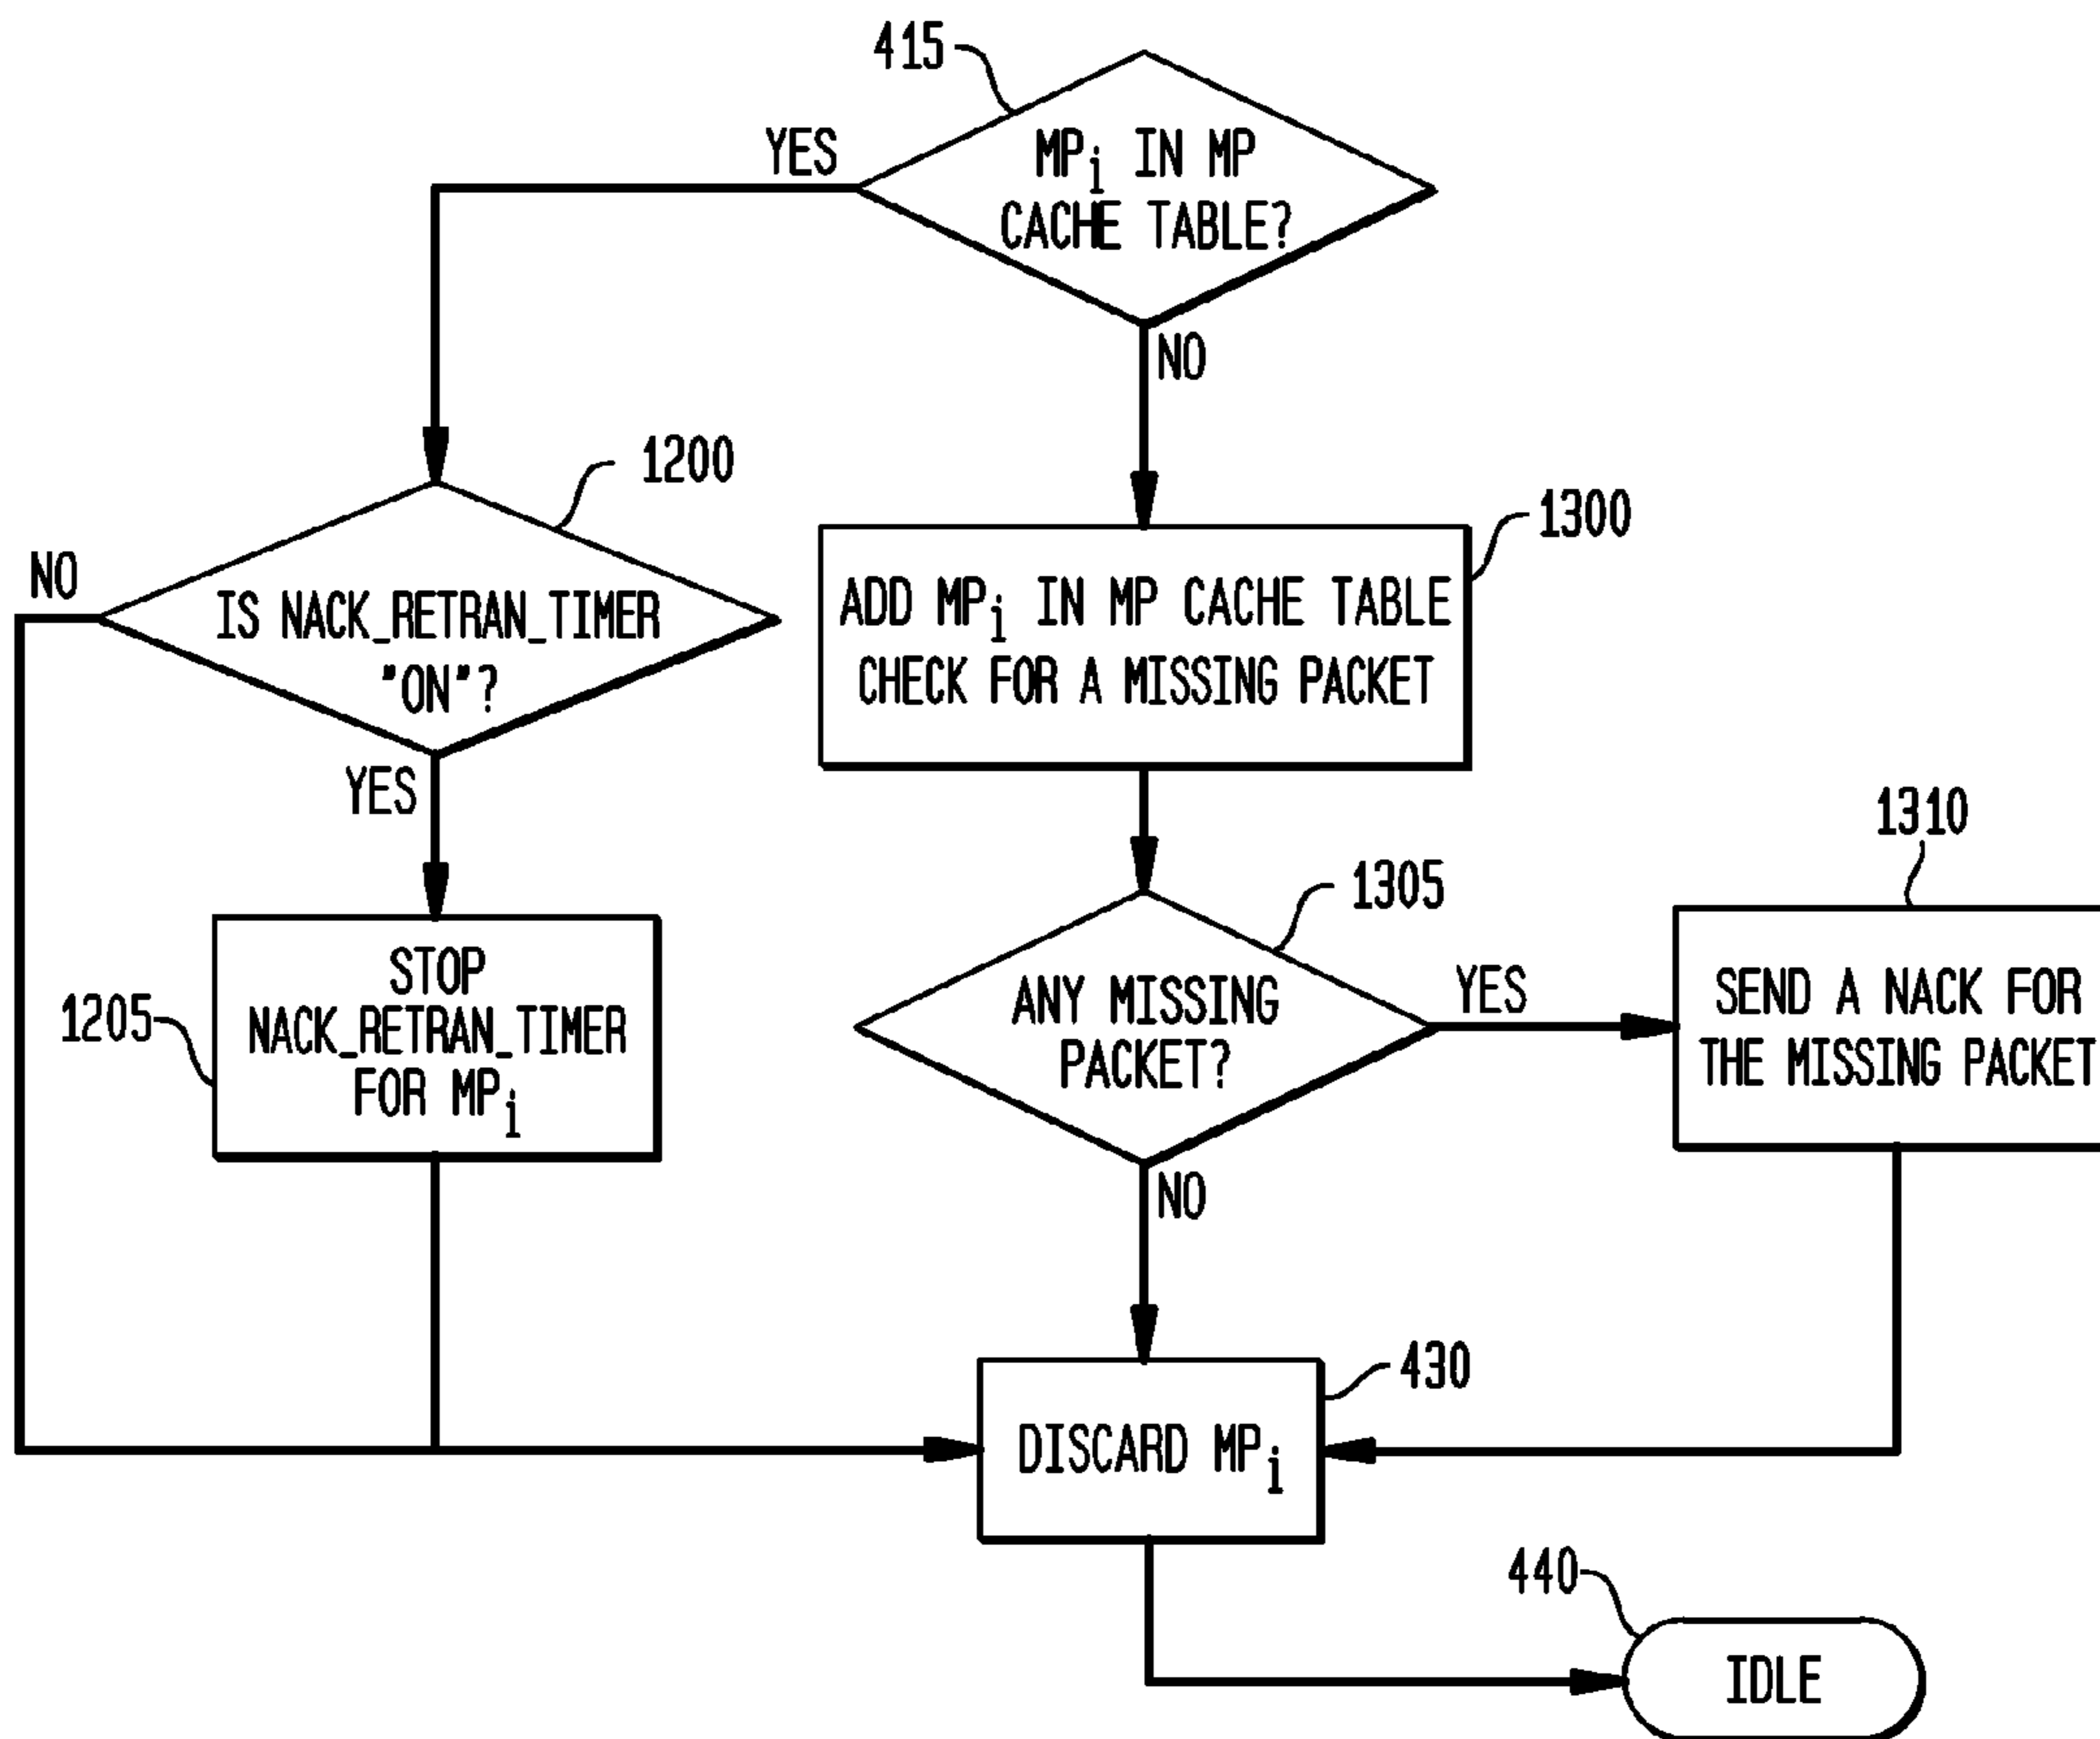 415
YES
MPi IN MP
CACHE TABLE?
NO
1200
NO
IS NACK_RETRAN_TIMER
"ON"?
YES
1300
ADD MPi IN MP CACHE TABLE
CHECK FOR A MISSING PACKET
1205
STOP
NACK_RETRAN_TIMER
FOR MPi
1305
ANY MISSING
PACKET?
YES
NO
1310
SEND A NACK FOR
THE MISSING PACKET
430
DISCARD MPi
440
IDLE